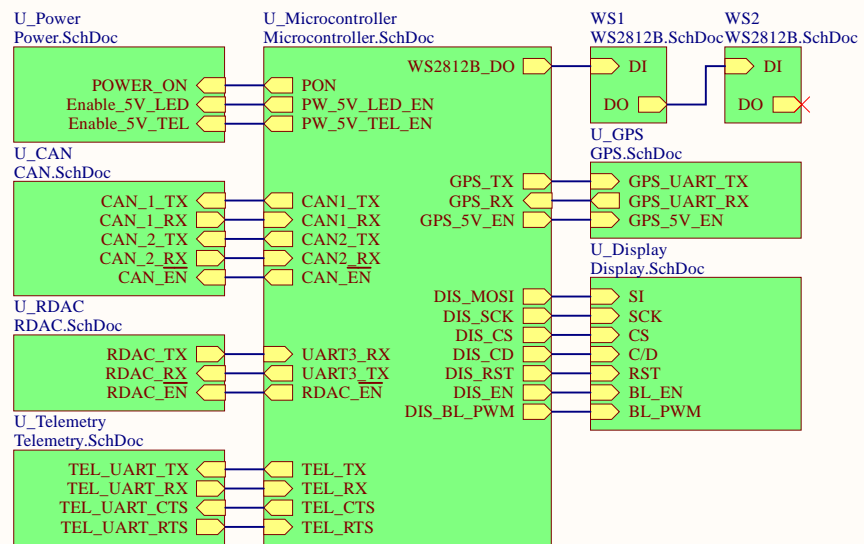 U_Power
Power.SchDoc
POWER_ON
Enable_5V_LED
Enable_5V_TEL
U_CAN
CAN.SchDoc
CAN_1_TX
CAN_1_RX
CAN_2_TX
CAN_2_RX
CAN_EN
U_RDAC
RDAC.SchDoc
RDAC_TX
RDAC_RX
RDAC_EN
U_Telemetry
Telemetry.SchDoc
TEL_UART_TX
TEL_UART_RX
TEL_UART_CTS
TEL_UART_RTS
U_Microcontroller
Microcontroller.SchDoc
PON
PW_5V_LED_EN
PW_5V_TEL_EN
CAN1_TX
CAN1_RX
CAN2_TX
CAN2_RX
CAN_EN
UART3_RX
UART3_TX
RDAC_EN
TEL_TX
TEL_RX
TEL_CTS
TEL_RTS
WS2812B_DO
GPS_TX
GPS_RX
GPS_5V_EN
DIS_MOSI
DIS_SCK
DIS_CS
DIS_CD
DIS_RST
DIS_EN
DIS_BL_PWM
WS1
WS2812B.SchDoc
DI
DO
WS2
WS2812B.SchDoc
DI
DO
U_GPS
GPS.SchDoc
GPS_UART_TX
GPS_UART_RX
GPS_5V_EN
U_Display
Display.SchDoc
SI
SCK
CS
C/D
RST
BL_EN
BL_PWM